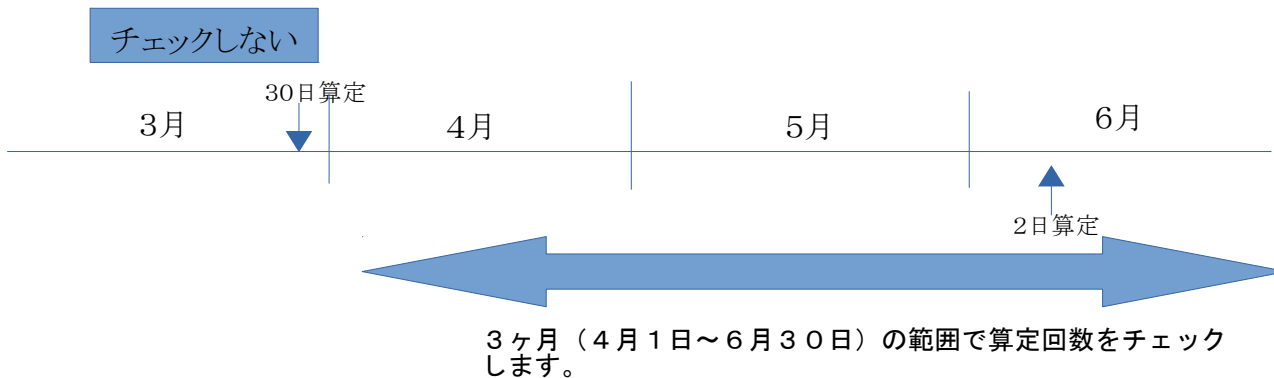 チェックしない
30日算定
3月
4月
5月
6月
2日算定
３ヶ月（４月１日～６月３０日）の範囲で算定回数をチェック
します。